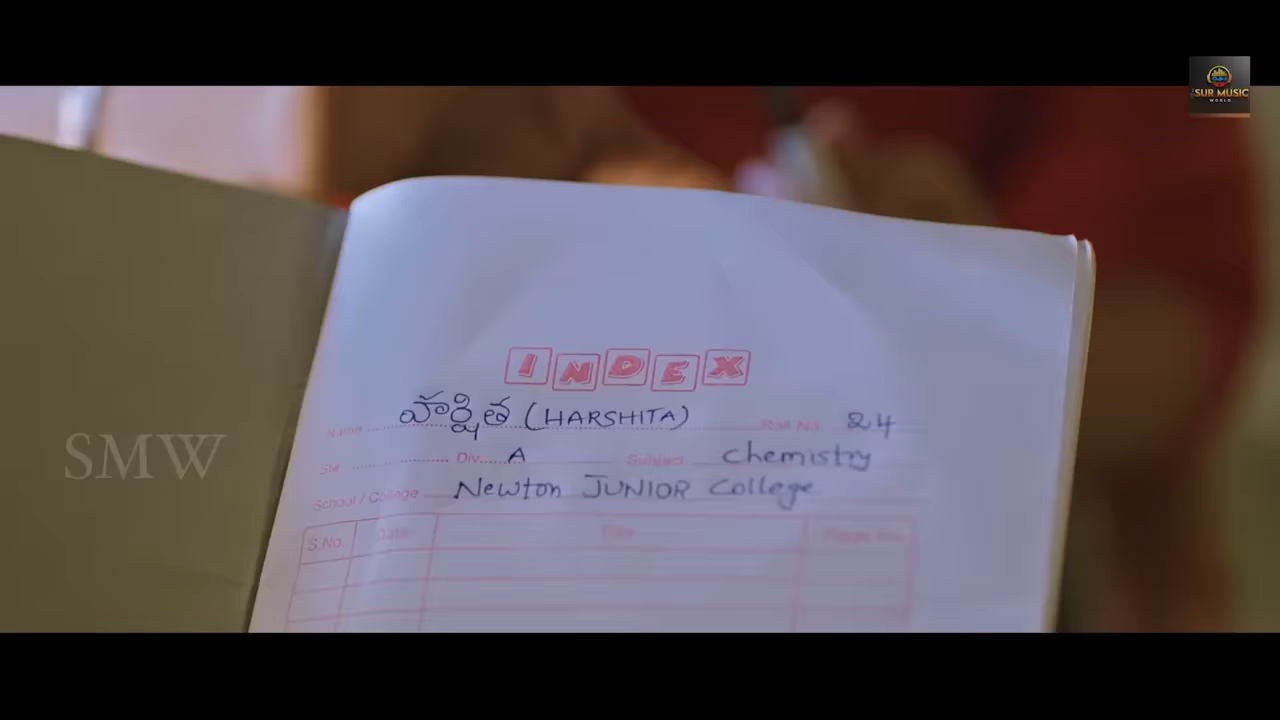 SUR MUSIC
WORLD
INDEX
Name హర్షిత (HARSHITA) Roll No. 24
Std Div. A Subject Chemistry
SMW
School / College Newton JUNIOR College
S.No. Date Title Page No.